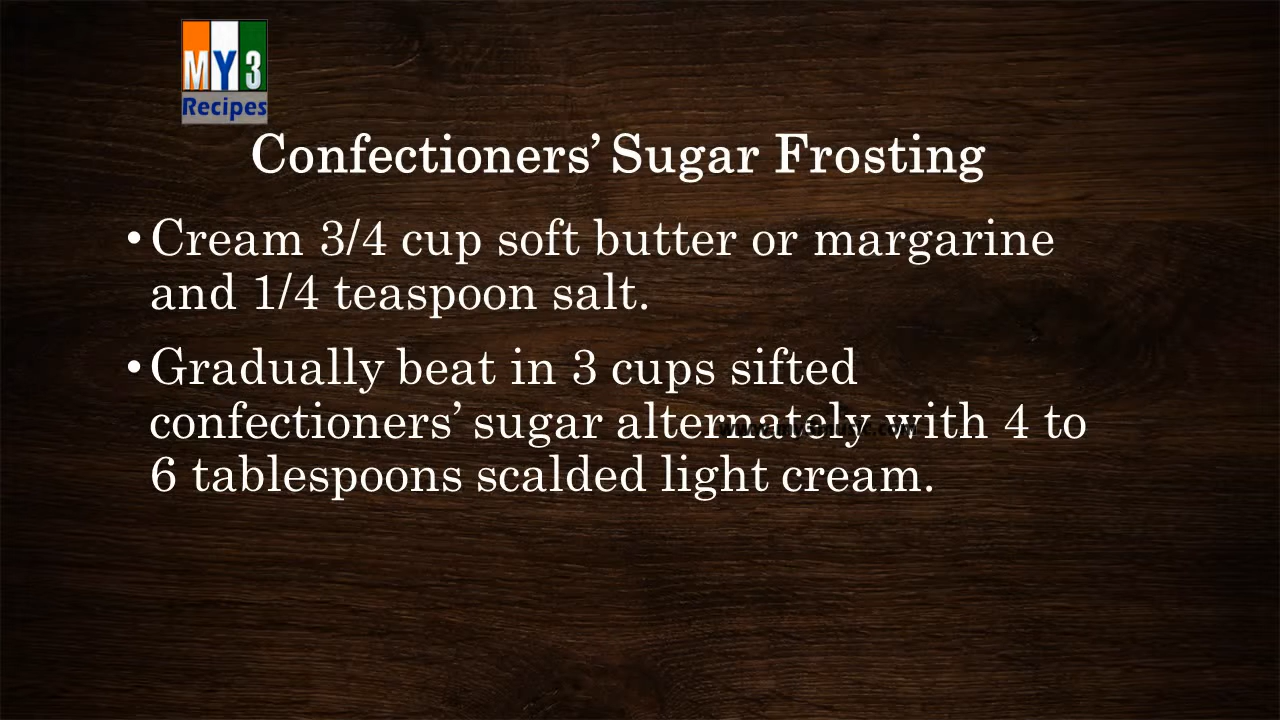 MY3
Recipes
Confectioners’ Sugar Frosting
•Cream 3/4 cup soft butter or margarine
and 1/4 teaspoon salt.
•Gradually beat in 3 cups sifted
confectioners’ sugar alternately with 4 to
6 tablespoons scalded light cream.